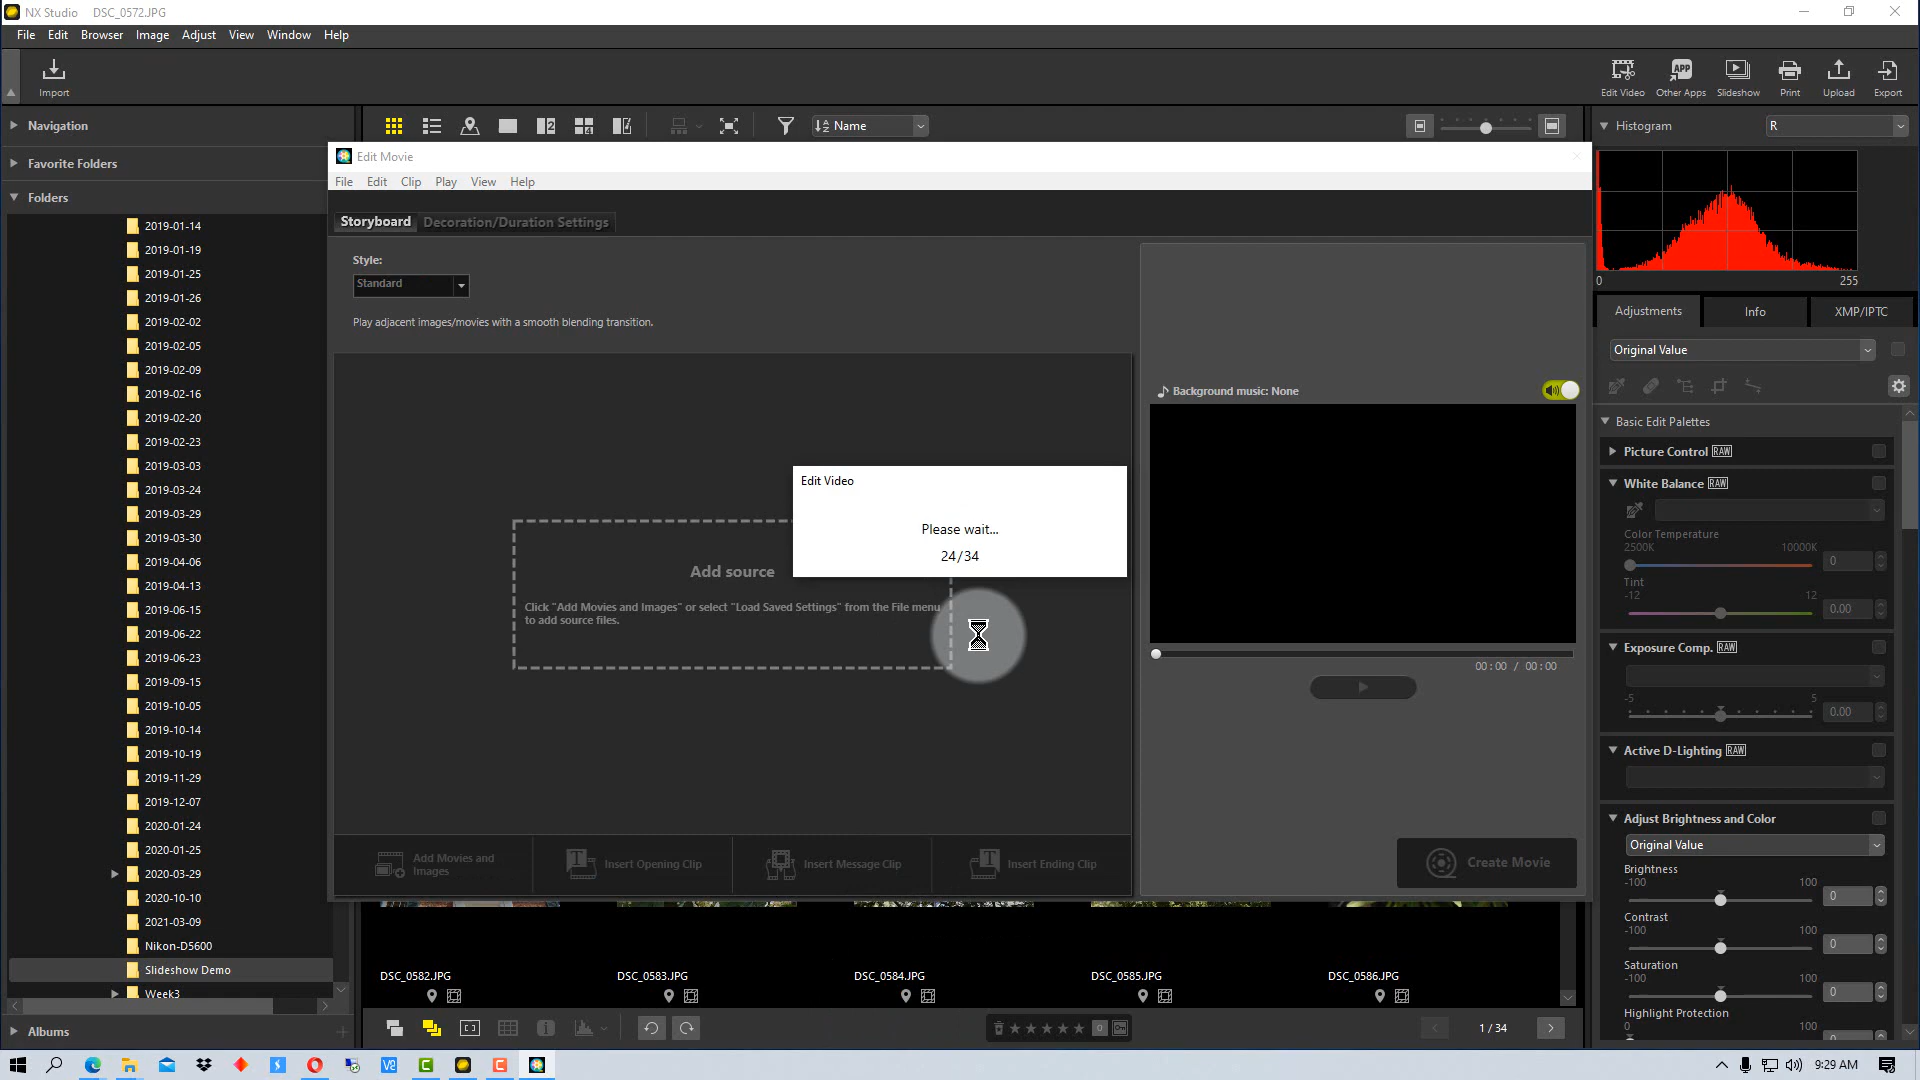 NX Studio DSC_0572.JPG
File Edit Browser Image Adjust View Window Help
Import
Edit Video Other Apps Slideshow Print Upload Export
APP
Navigation
Favorite Folders
Folders
2019-01-14
2019-01-19
2019-01-25
2019-01-26
2019-02-02
2019-02-05
2019-02-09
2019-02-16
2019-02-20
2019-02-23
2019-03-03
2019-03-24
2019-03-29
2019-03-30
2019-04-06
2019-04-13
2019-06-15
2019-06-22
2019-06-23
2019-09-15
2019-10-05
2019-10-14
2019-10-19
2019-11-29
2019-12-07
2020-01-24
2020-01-25
2020-03-29
2020-10-10
2021-03-09
Nikon-D5600
Slideshow Demo
Week3
Albums
Name
Edit Movie
File Edit Clip Play View Help
Storyboard Decoration/Duration Settings
Style:
Standard
Play adjacent images/movies with a smooth blending transition.
Add source
Click "Add Movies and Images" or select "Load Saved Settings" from the File menu
to add source files.
Edit Video
Please wait...
24/34
Background music: None
00:00 / 00:00
Add Movies and
Images
Insert Opening Clip
Insert Message Clip
Insert Ending Clip
Create Movie
DSC_0582.JPG DSC_0583.JPG DSC_0584.JPG DSC_0585.JPG DSC_0586.JPG
0
1 / 34
Histogram R
0 255
Adjustments Info XMP/IPTC
Original Value
Basic Edit Palettes
Picture Control RAW
White Balance RAW
Color Temperature
2500K 10000K 0
Tint
-12 12 0.00
Exposure Comp. RAW
-5 5 0.00
Active D-Lighting RAW
Adjust Brightness and Color
Original Value
Brightness
-100 100 0
Contrast
-100 100 0
Saturation
-100 100 0
Highlight Protection
0 100
9:29 AM